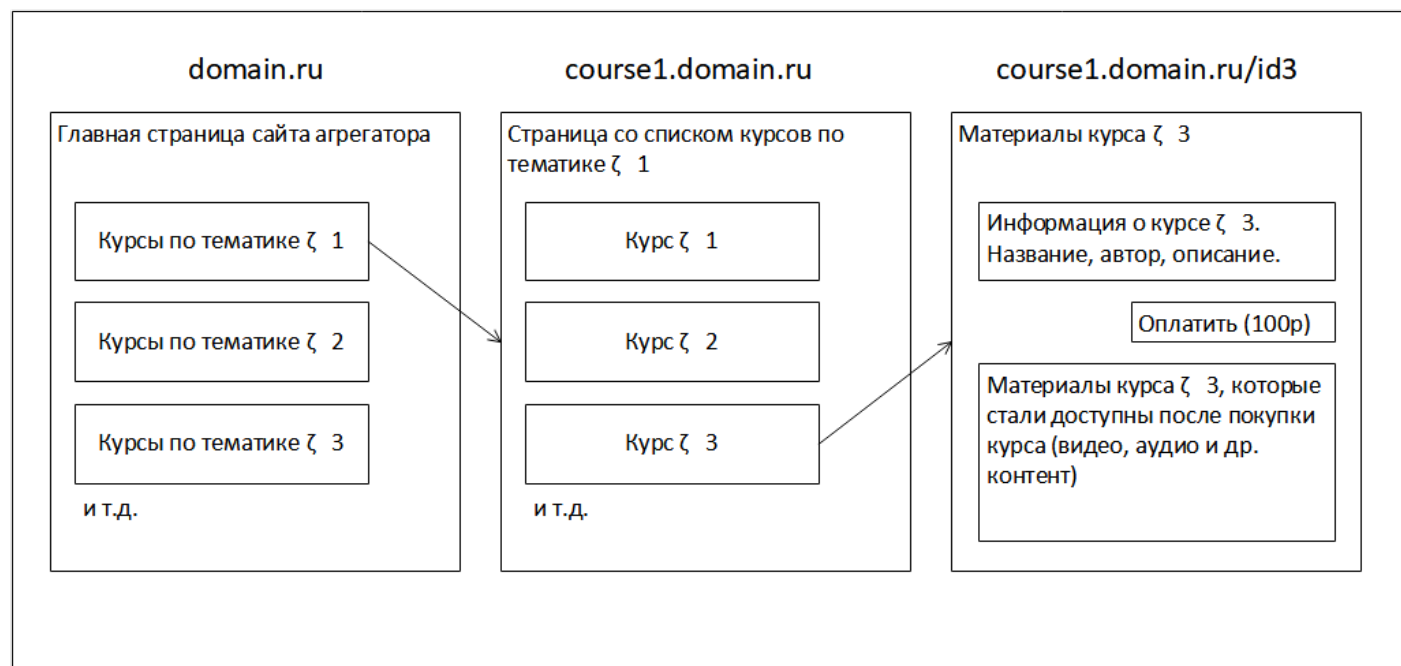 domain.ru
Главная страница сайта агрегатора
Курсы по тематике ζ 1
Курсы по тематике ζ 2
Курсы по тематике ζ 3
и т.д.
course1.domain.ru
Страница со списком курсов по
тематике ζ 1
Курс ζ 1
Курс ζ 2
Курс ζ 3
и т.д.
course1.domain.ru/id3
Материалы курса ζ 3
Информация о курсе ζ 3.
Название, автор, описание.
Оплатить (100р)
Материалы курса ζ 3, которые
стали доступны после покупки
курса (видео, аудио и др.
контент)